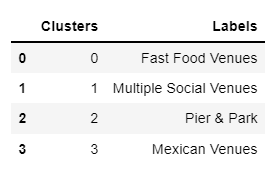 Clusters Labels
0 0 Fast Food Venues
1 1 Multiple Social Venues
2 2 Pier & Park
3 3 Mexican Venues